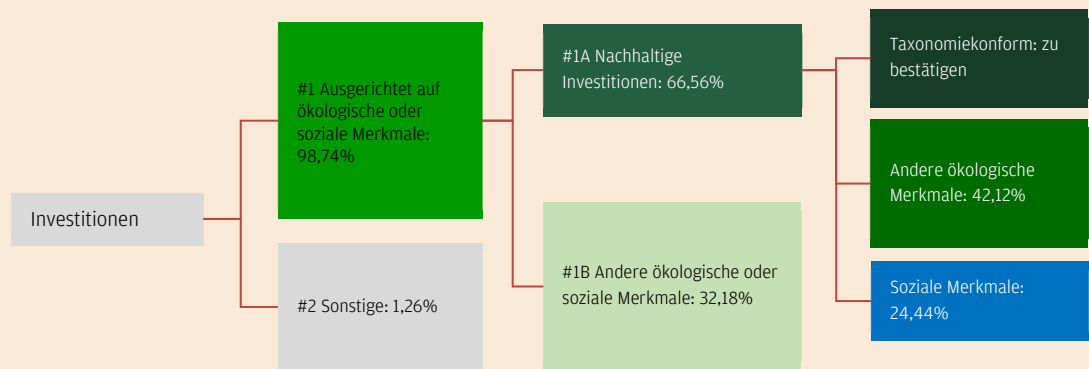 Investitionen
#1 Ausgerichtet auf
ökologische oder
soziale Merkmale:
98,74%
#2 Sonstige: 1,26%
#1A Nachhaltige
Investitionen: 66,56%
#1B Andere ökologische oder
soziale Merkmale: 32,18%
Taxonomiekonform: zu
bestätigen
Andere ökologische
Merkmale: 42,12%
Soziale Merkmale:
24,44%